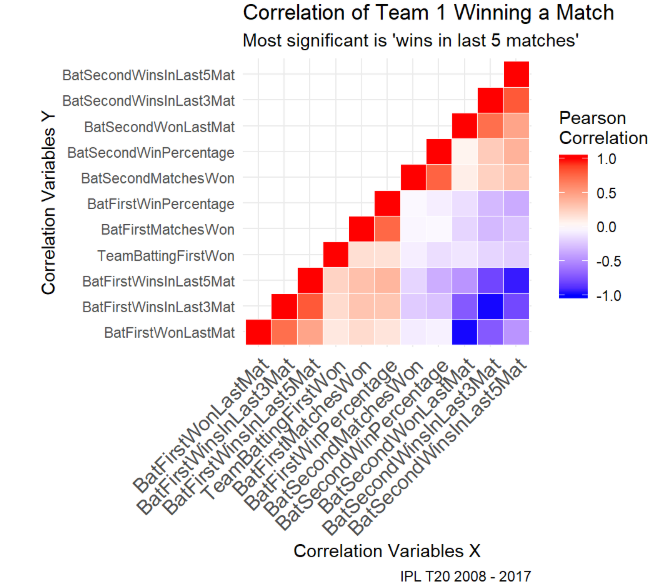 Correlation of Team 1 Winning a Match
Most significant is 'wins in last 5 matches'
Correlation Variables Y
BatSecondWinsInLast5Mat
BatSecondWinsInLast3Mat
BatSecondWonLastMat
BatSecondWinPercentage
BatSecondMatchesWon
BatFirstWinPercentage
BatFirstMatchesWon
TeamBattingFirstWon
BatFirstWinsInLast5Mat
BatFirstWinsInLast3Mat
BatFirstWonLastMat
Pearson
Correlation
1.0
0.5
0.0
-0.5
-1.0
BatFirstWonLastMat
BatFirstWinsInLast3Mat
BatFirstWinsInLast5Mat
TeamBattingFirstWon
BatFirstMatchesWon
BatFirstWinPercentage
BatSecondMatchesWon
BatSecondWinPercentage
BatSecondWonLastMat
BatSecondWinsInLast3Mat
BatSecondWinsInLast5Mat
Correlation Variables X
IPL T20 2008 - 2017